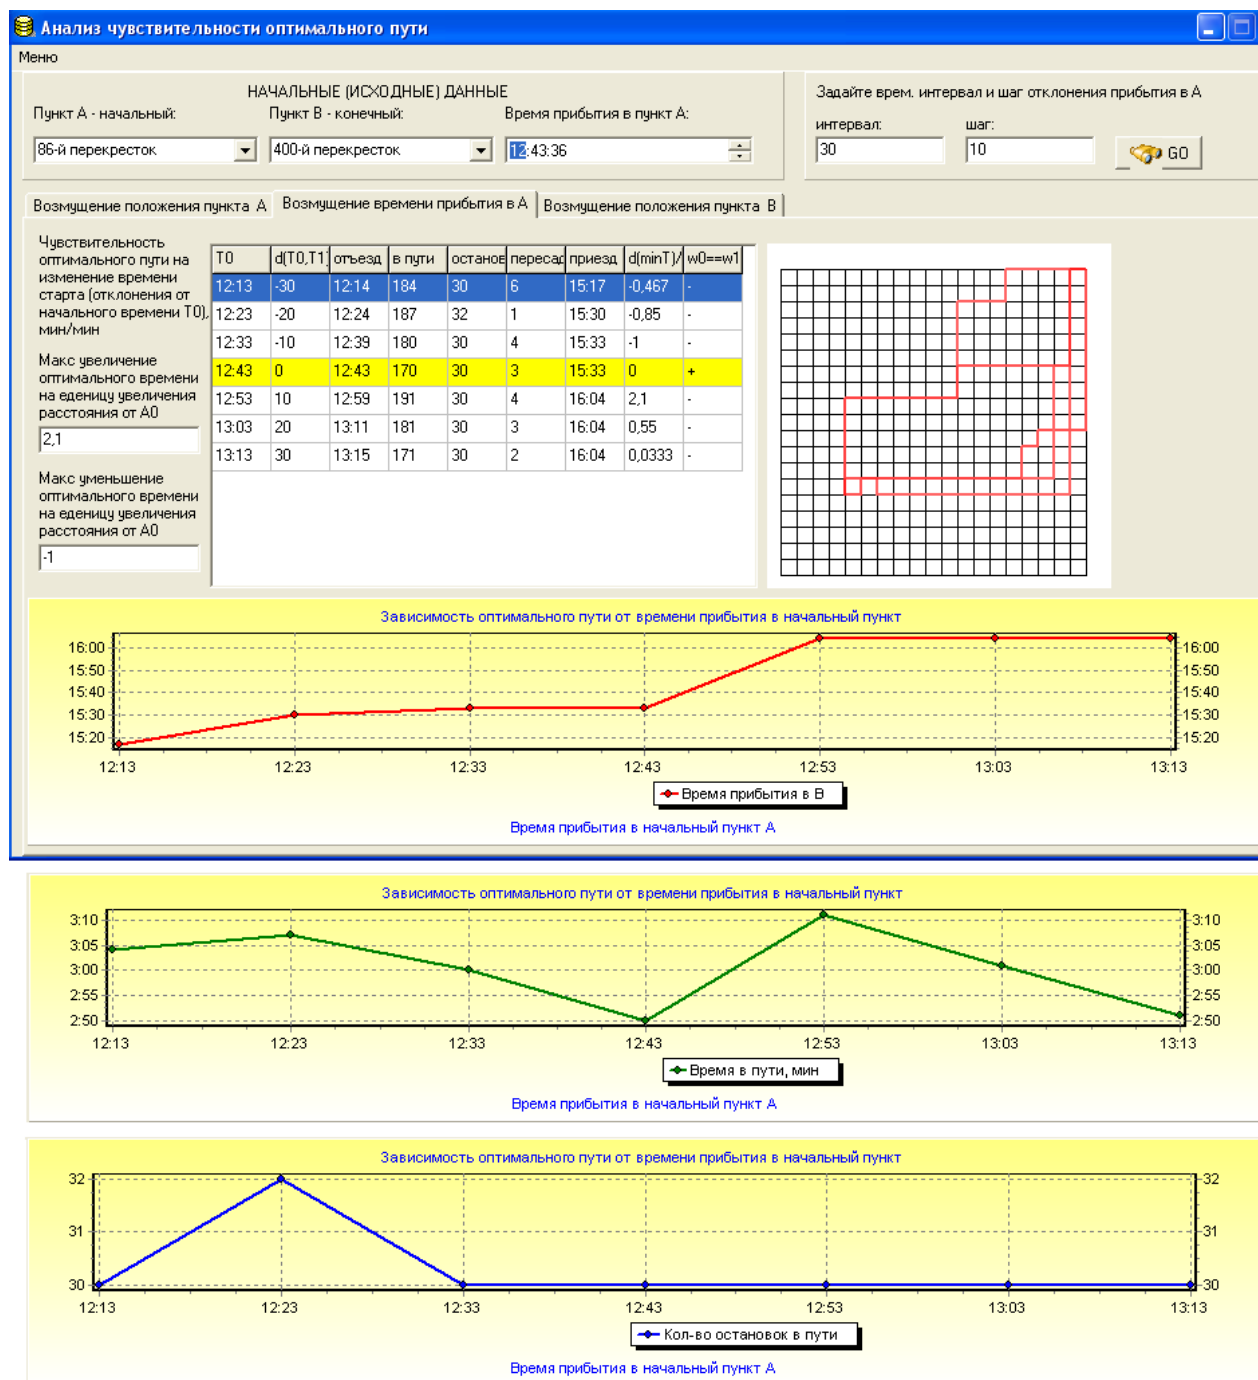 Анализ чувствительности оптимального пути
Меню
НАЧАЛЬНЫЕ (ИСХОДНЫЕ) ДАННЫЕ
Пункт А - начальный: Пункт В - конечный: Время прибытия в пункт А:
86-й перекресток 400-й перекресток 12:43:36
Задайте врем. интервал и шаг отклонения прибытия в А
интервал: шаг:
30 10 GO
Возмущение положения пункта А Возмущение времени прибытия в А Возмущение положения пункта В
Чувствительность
оптимального пути на
изменение времени
старта (отклонения от
начального времени Т0),
мин/мин
Макс увеличение
оптимального времени
на еденицу увеличения
расстояния от А0
2,1
Макс уменьшение
оптимального времени
на еденицу увеличения
расстояния от А0
-1
T0 d(T0,T1) отъезд в пути останов пересад приезд d(minT)/ w0==w1
12:13 -30 12:14 184 30 6 15:17 -0,467 -
12:23 -20 12:24 187 32 1 15:30 -0,85 -
12:33 -10 12:39 180 30 4 15:33 -1 -
12:43 0 12:43 170 30 3 15:33 0 +
12:53 10 12:59 191 30 4 16:04 2,1 -
13:03 20 13:11 181 30 3 16:04 0,55 -
13:13 30 13:15 171 30 2 16:04 0,0333 -
Зависимость оптимального пути от времени прибытия в начальный пункт
16:00 16:00
15:50 15:50
15:40 15:40
15:30 15:30
15:20 15:20
12:13 12:23 12:33 12:43 12:53 13:03 13:13
Время прибытия в В
Время прибытия в начальный пункт А
Зависимость оптимального пути от времени прибытия в начальный пункт
3:10 3:10
3:05 3:05
3:00 3:00
2:55 2:55
2:50 2:50
12:13 12:23 12:33 12:43 12:53 13:03 13:13
Время в пути, мин
Время прибытия в начальный пункт А
Зависимость оптимального пути от времени прибытия в начальный пункт
32 32
31 31
30 30
12:13 12:23 12:33 12:43 12:53 13:03 13:13
Кол-во остановок в пути
Время прибытия в начальный пункт А